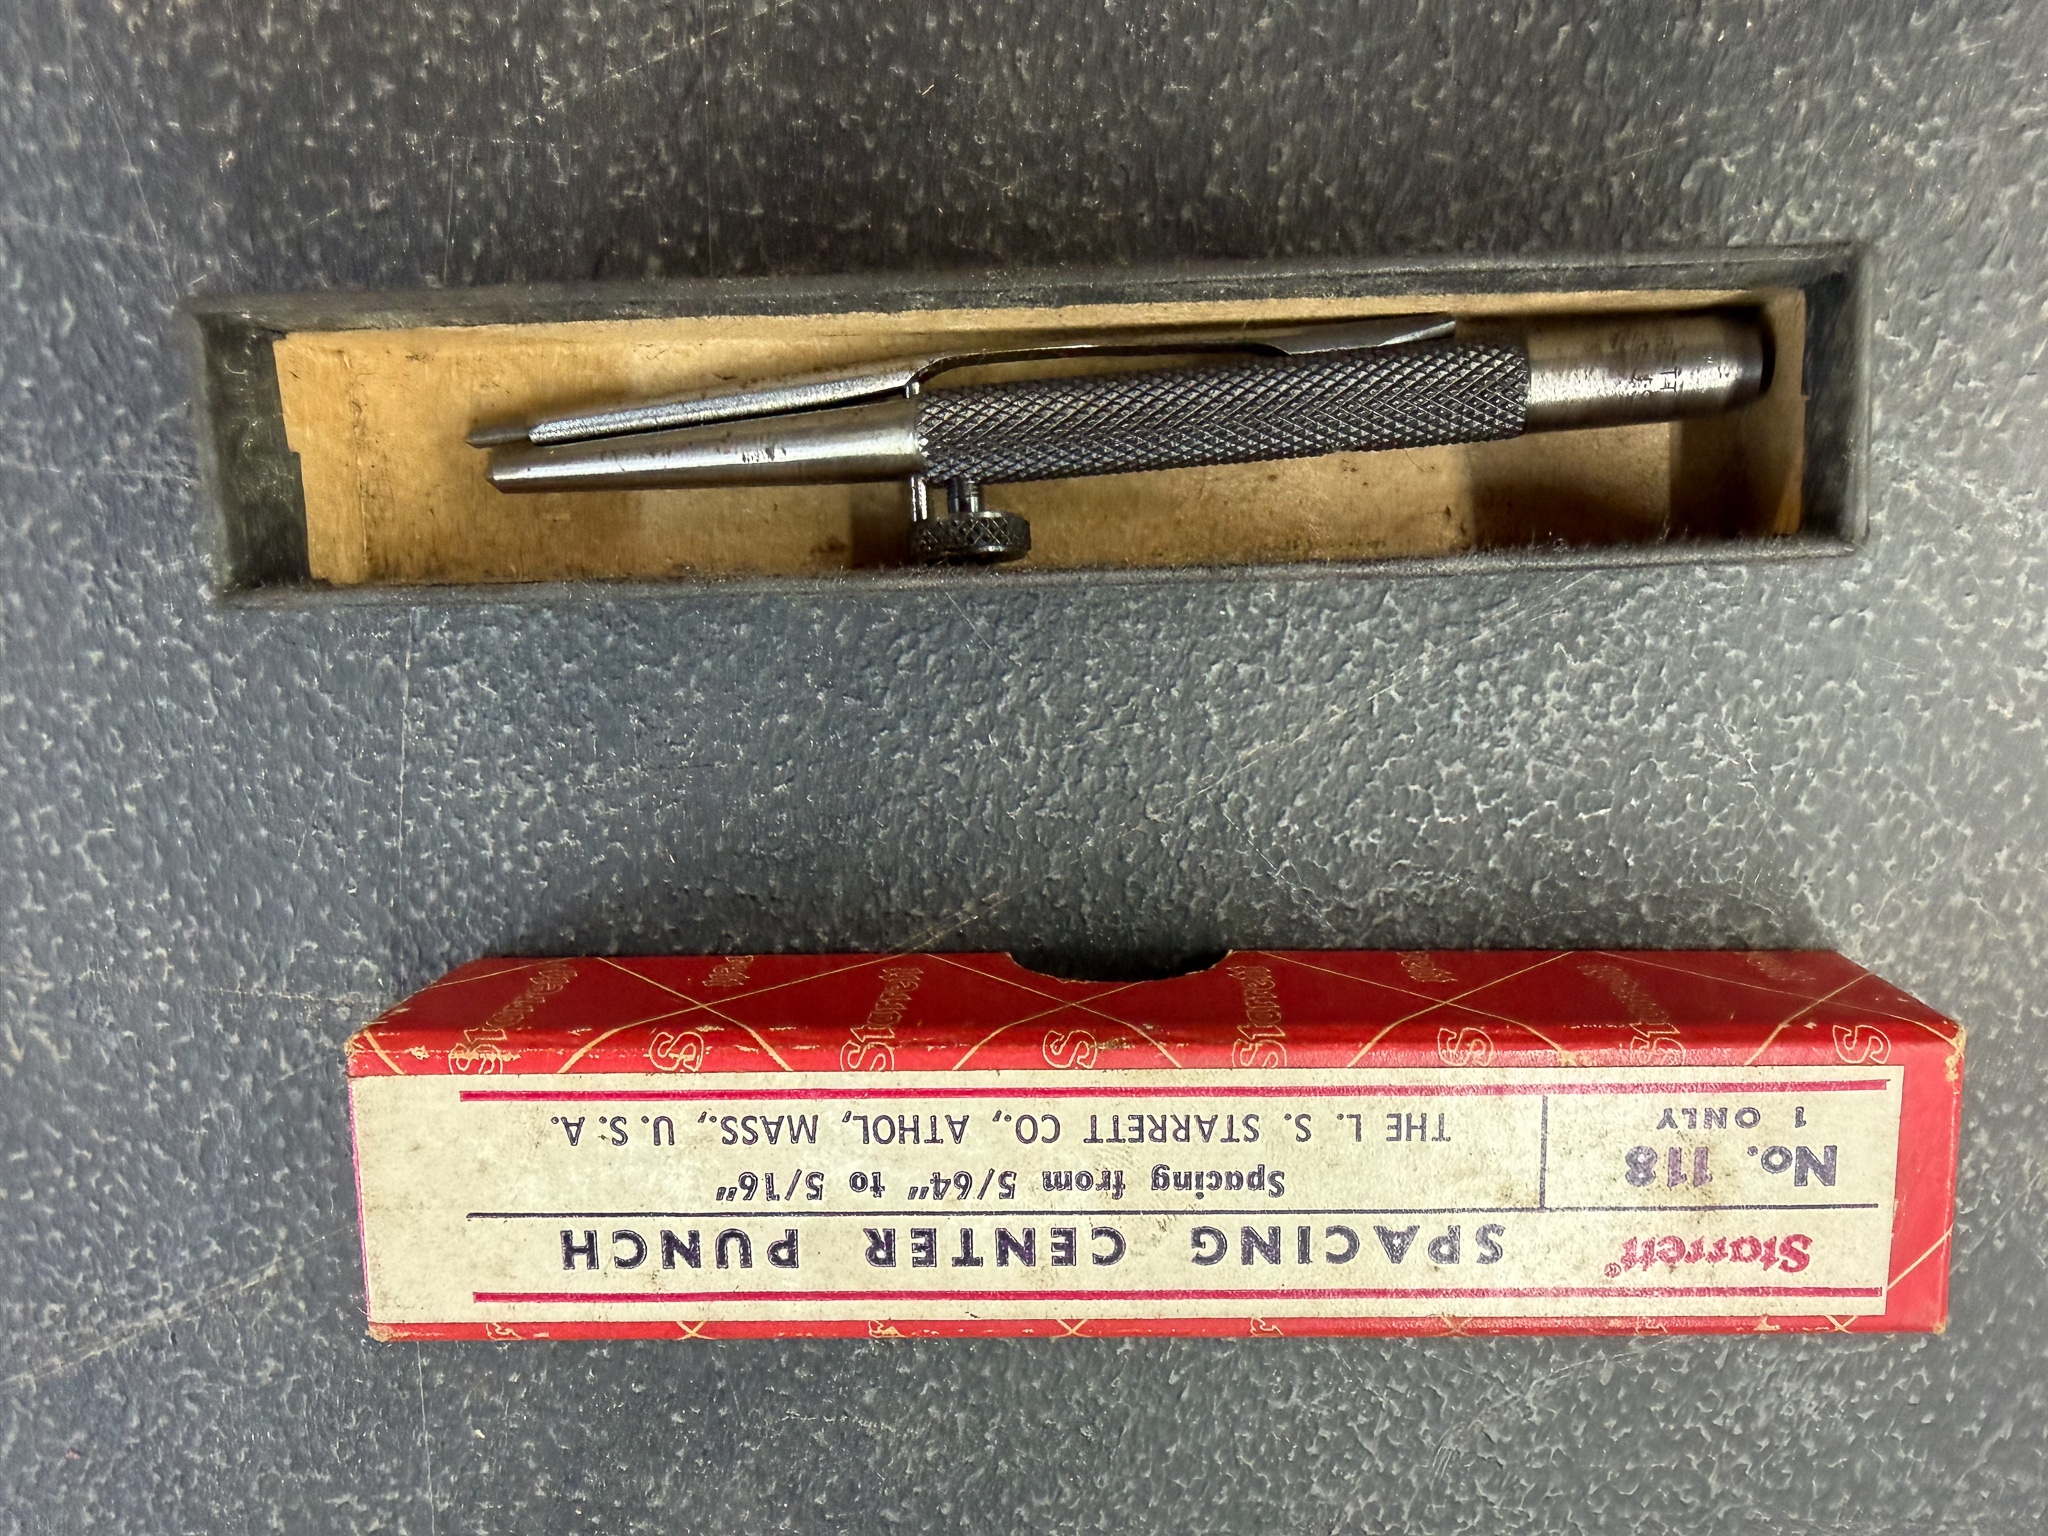 Starrett® SPACING CENTER PUNCH
No. 118
1 ONLY
Spacing from 5/64" to 5/16"
THE L. S. STARRETT CO., ATHOL, MASS., U. S. A.